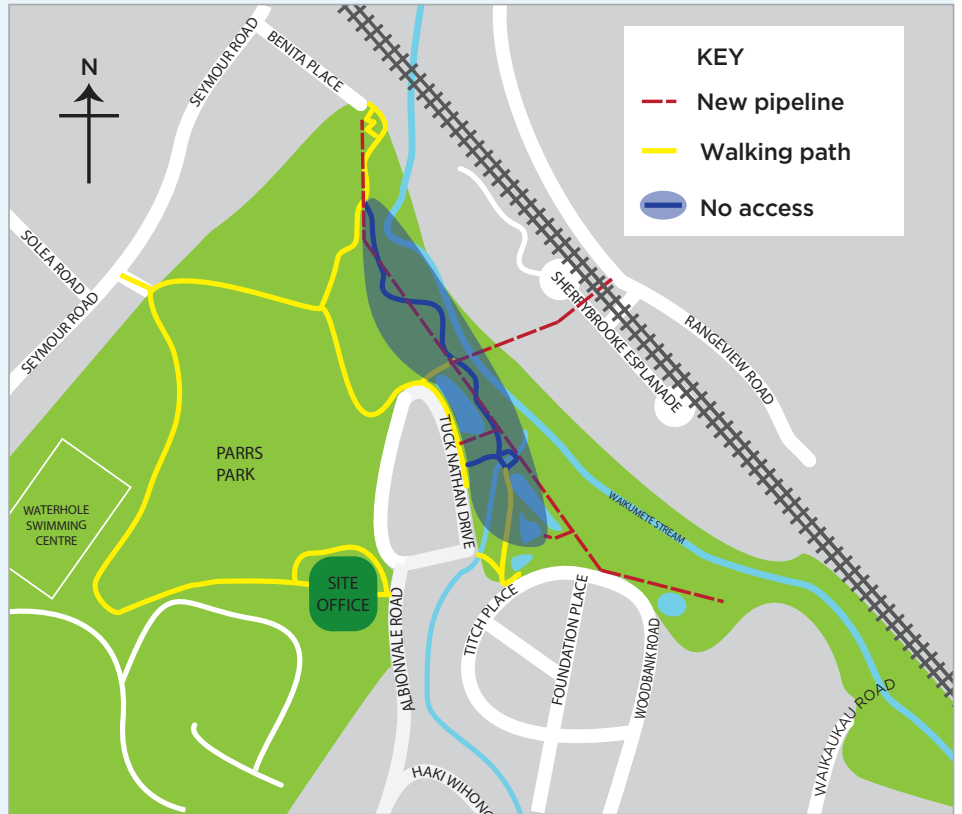 N
SEYMOUR ROAD
BENITA PLACE
KEY
New pipeline
Walking path
No access
SOLEA ROAD
SEYMOUR ROAD
SHERRYBROOKE ESPLANADE
RANGEVIEW ROAD
PARRS
PARK
TUCK NATHAN DRIVE
WATERHOLE
SWIMMING
CENTRE
WAIKUMETE STREAM
SITE
OFFICE
ALBIONVALE ROAD
TITCH PLACE
FOUNDATION PLACE
WOODBANK ROAD
WAIKAUKAU ROAD
HAKI WIHONG